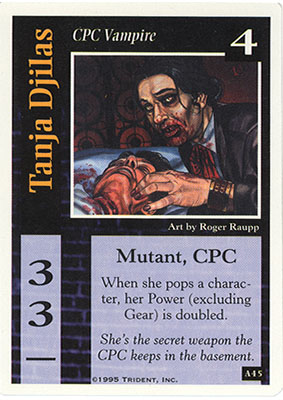 CPC Vampire
4
Tanja Djilas
Art by Roger Raupp
3
3
—
Mutant, CPC
When she pops a charac-
ter, her Power (excluding
Gear) is doubled.
She's the secret weapon the
CPC keeps in the basement.
©1995 TRIDENT, INC.
A45